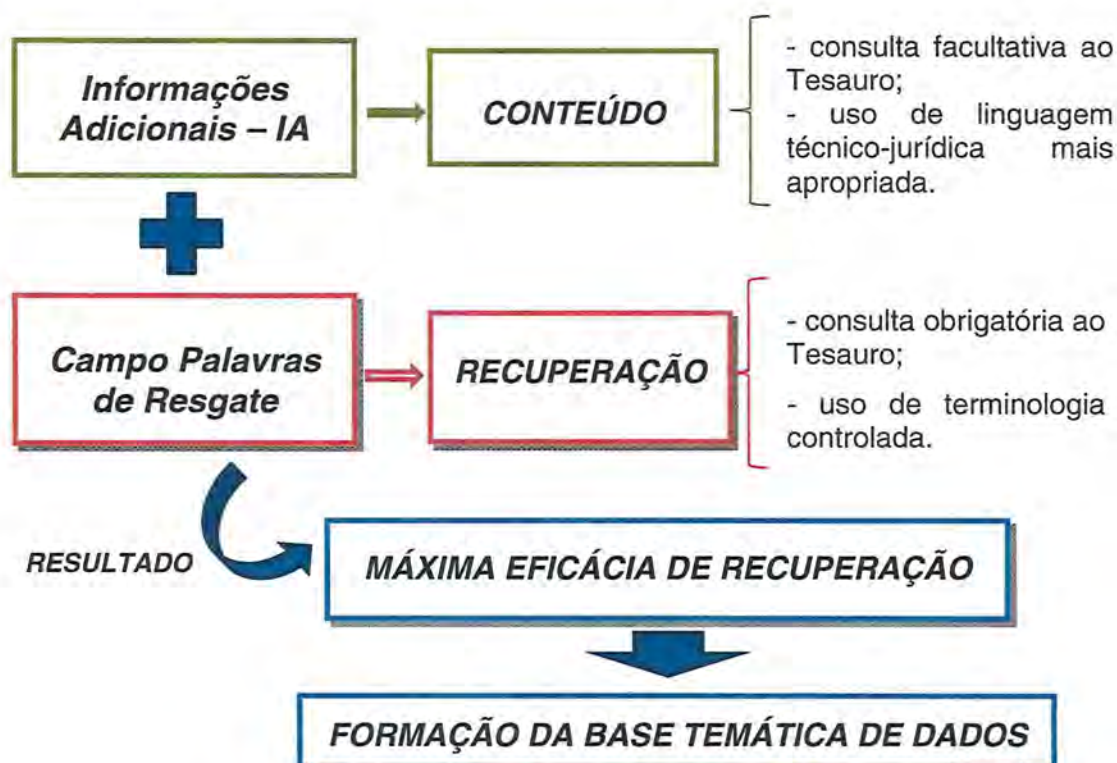 Informações
Adicionais – IA
CONTEÚDO
- consulta facultativa ao
Tesauro;
- uso de linguagem
técnico-jurídica mais
apropriada.
Campo Palavras
de Resgate
RECUPERAÇÃO
- consulta obrigatória ao
Tesauro;
- uso de terminologia
controlada.
RESULTADO
MÁXIMA EFICÁCIA DE RECUPERAÇÃO
FORMAÇÃO DA BASE TEMÁTICA DE DADOS